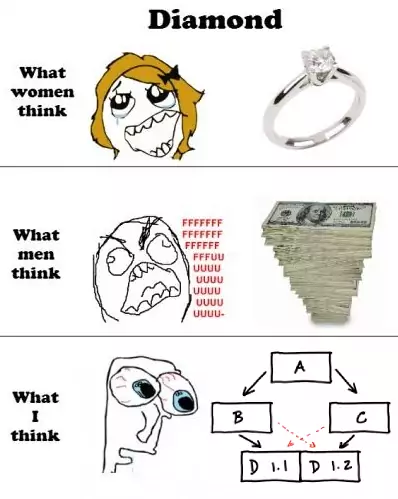 Diamond
What
women
think
What
men
think
FFFFFFF
FFFFFFF
FFFFFF
FFFUU
UUUU
UUUU
UUUU
UUUU
UUUU-
What
I
think
A
B
C
D 1.1
D 1.2